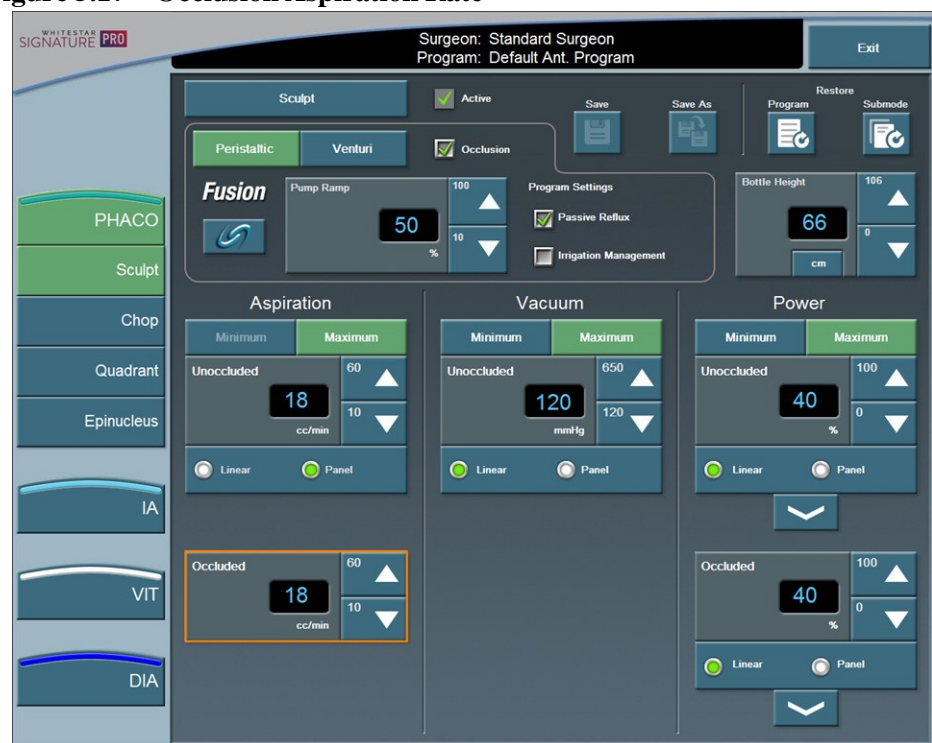 Occlusion Aspiration Rate
WHITESTAR
SIGNATURE PRO
Surgeon: Standard Surgeon
Program: Default Ant. Program
Exit
Sculpt
Active
Save
Save As
Restore
Program
Submode
Peristaltic
Venturi
Occlusion
Fusion
Pump Ramp
50
%
100
10
Program Settings
Passive Reflux
Irrigation Management
Bottle Height
66
cm
106
0
PHACO
Sculpt
Chop
Quadrant
Epinucleus
IA
VIT
DIA
Aspiration
Minimum
Maximum
Unoccluded
18
cc/min
60
10
Linear
Panel
Occluded
18
cc/min
60
10
Vacuum
Minimum
Maximum
Unoccluded
120
mmHg
650
120
Linear
Panel
Power
Minimum
Maximum
Unoccluded
40
%
100
0
Linear
Panel
Occluded
40
%
100
0
Linear
Panel